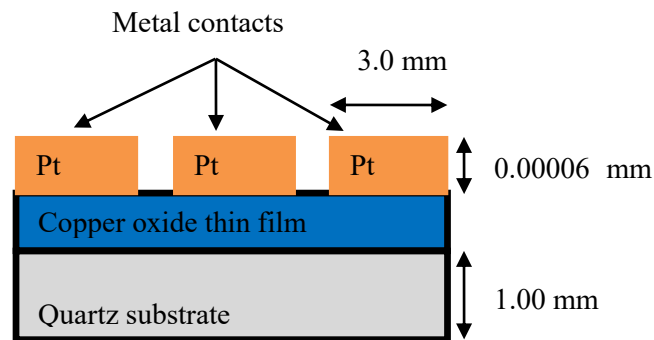 Metal contacts
3.0 mm
Pt Pt Pt
0.00006 mm
Copper oxide thin film
1.00 mm
Quartz substrate